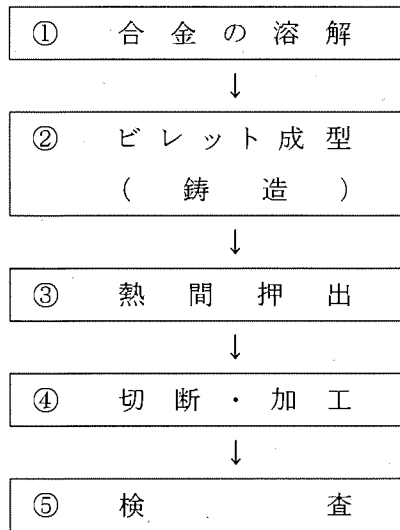 ① 合金の溶解
↓
② ビレット成型
(鋳造)
↓
③ 熱間押出
↓
④ 切断・加工
↓
⑤ 検査